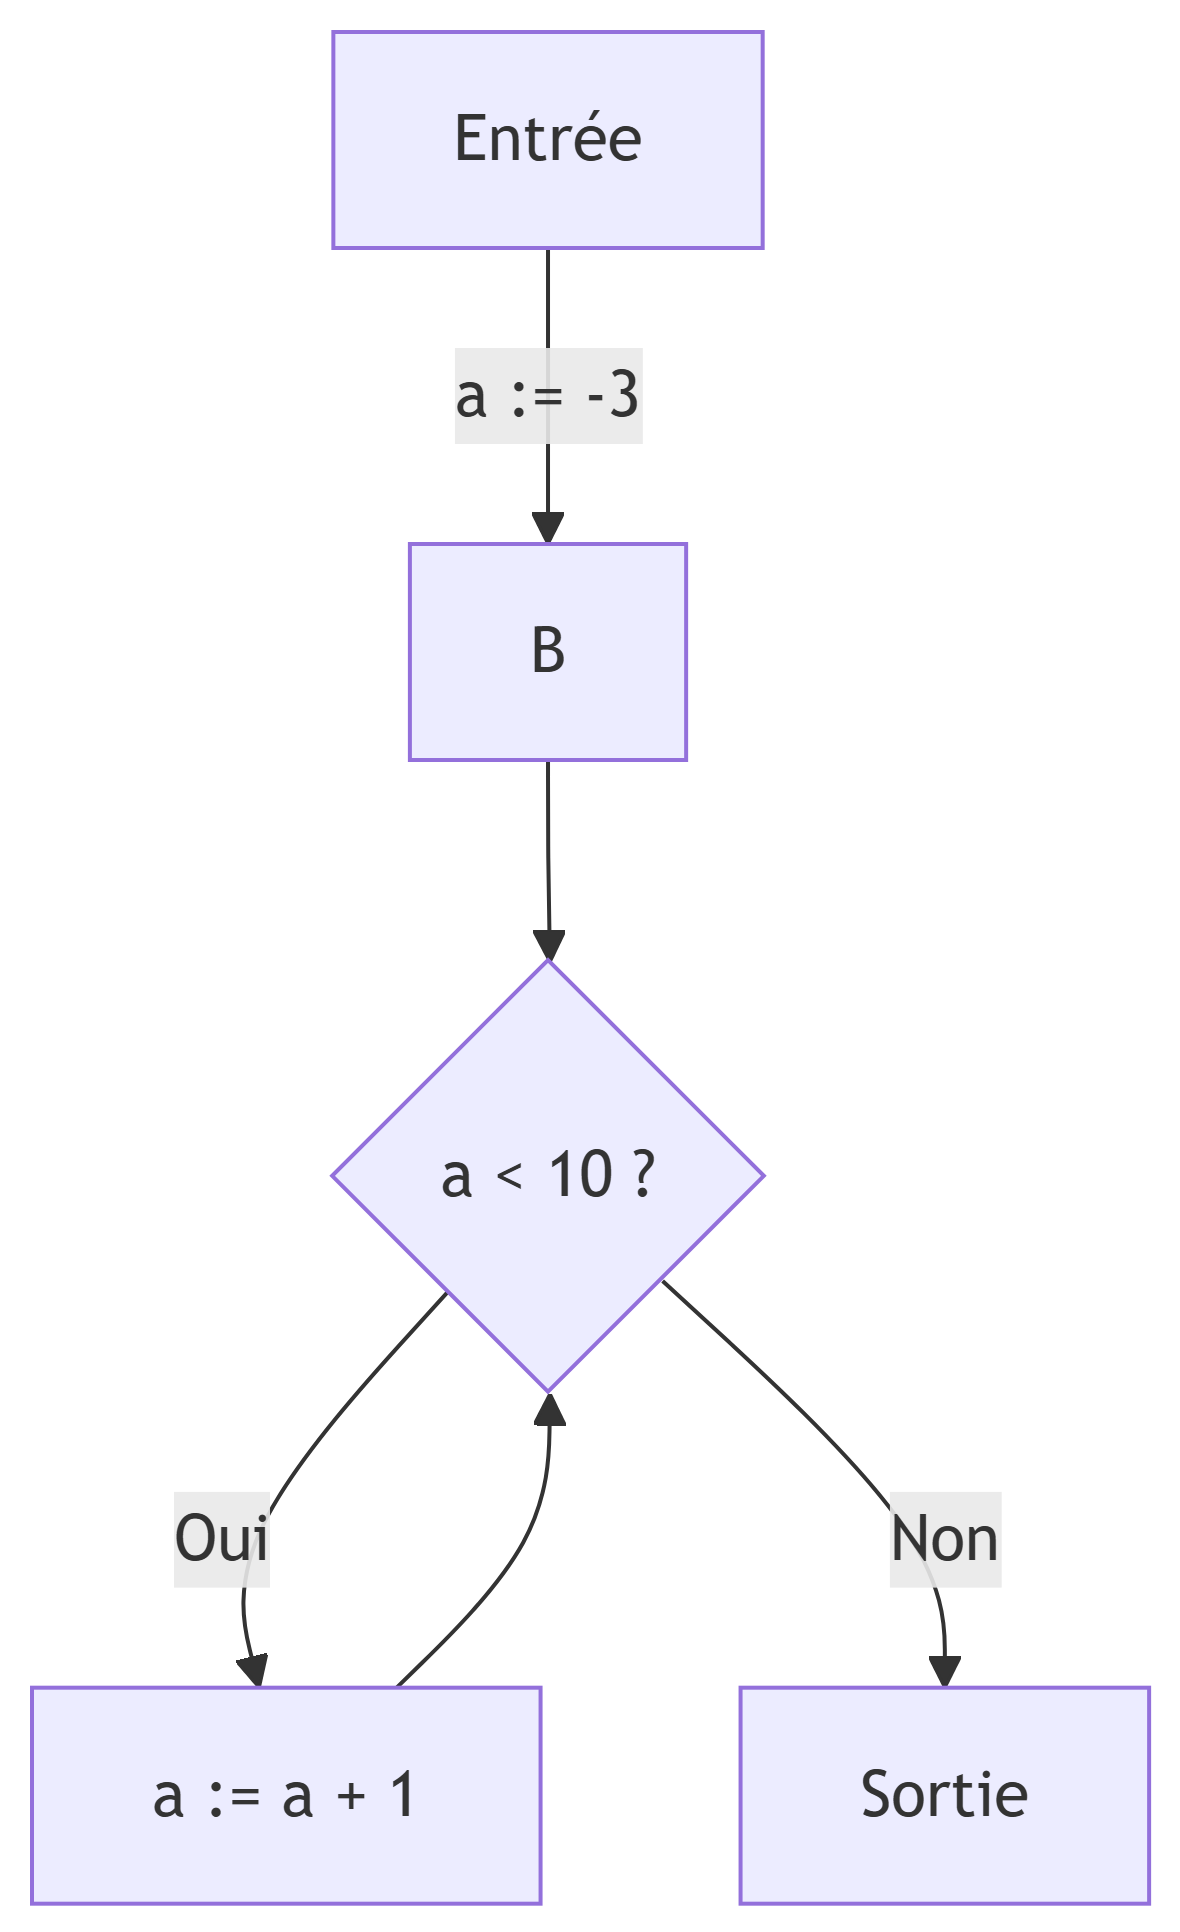 Entrée
a := -3
B
a < 10 ?
Oui
Non
a := a + 1
Sortie